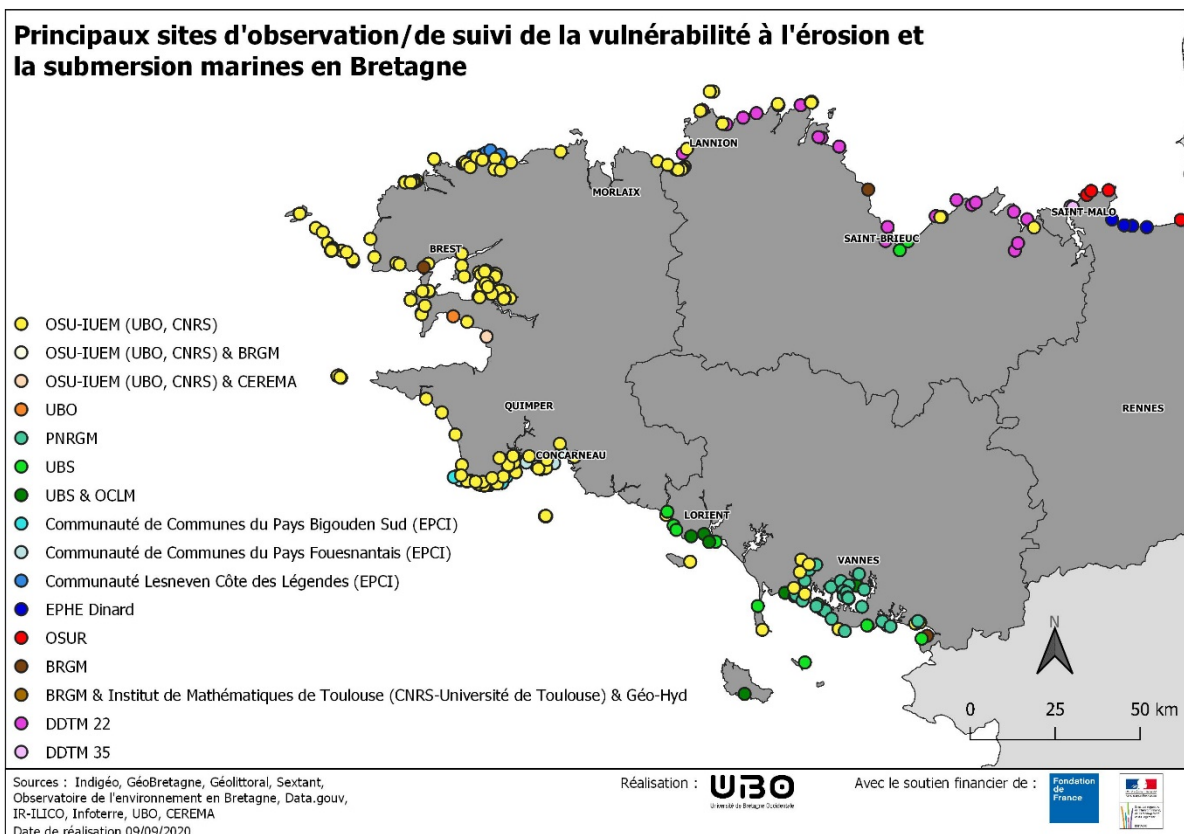 Principaux sites d'observation/de suivi de la vulnérabilité à l'érosion et
la submersion marines en Bretagne
LANNION
MORLAIX
SAINT-MALO
SAINT-BRIEUC
BREST
QUIMPER
RENNES
CONCARNEAU
LORIENT
VANNES
OSU-IUEM (UBO, CNRS)
OSU-IUEM (UBO, CNRS) & BRGM
OSU-IUEM (UBO, CNRS) & CEREMA
UBO
PNRGM
UBS
UBS & OCLM
Communauté de Communes du Pays Bigouden Sud (EPCI)
Communauté de Communes du Pays Fouesnantais (EPCI)
Communauté Lesneven Côte des Légendes (EPCI)
EPHE Dinard
OSUR
BRGM
BRGM & Institut de Mathématiques de Toulouse (CNRS-Université de Toulouse) & Géo-Hyd
DDTM 22
DDTM 35
N
0 25 50 km
Sources : Indigéo, GéoBretagne, Géolittoral, Sextant,
Observatoire de l'environnement en Bretagne, Data.gouv,
IR-ILICO, Infoterre, UBO, CEREMA
Date de réalisation 09/09/2020
Réalisation :
UBO
Université de Bretagne Occidentale
Avec le soutien financier de :
Fondation
de
France